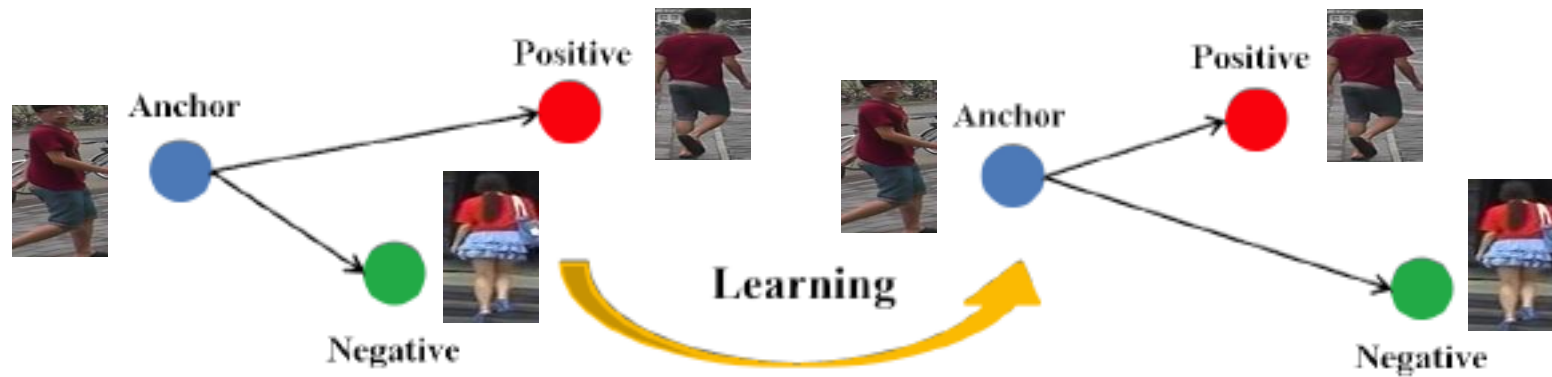 Positive
Anchor
Negative
Learning
Positive
Anchor
Negative